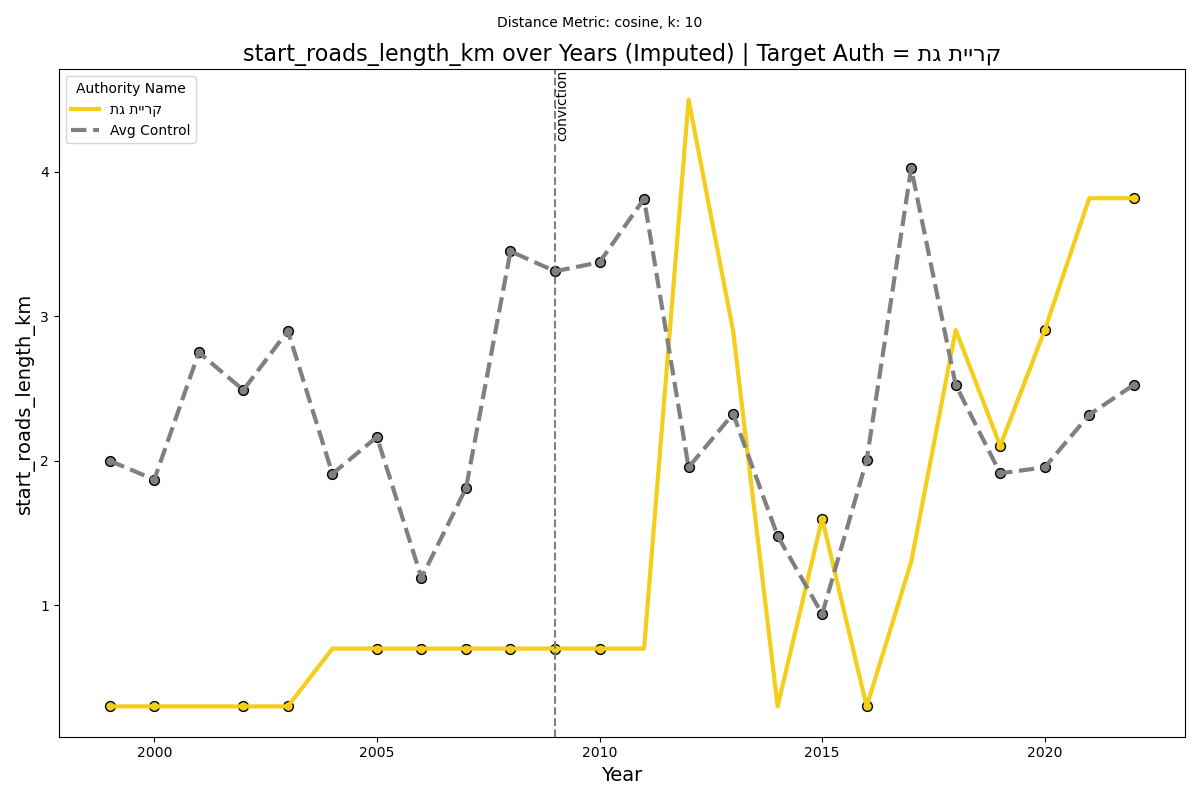 Distance Metric: cosine, k: 10
start_roads_length_km over Years (Imputed) | Target Auth = קריית גת
Authority Name
קריית גת
Avg Control
conviction
start_roads_length_km
4
3
2
1
2000
2005
2010
2015
2020
Year